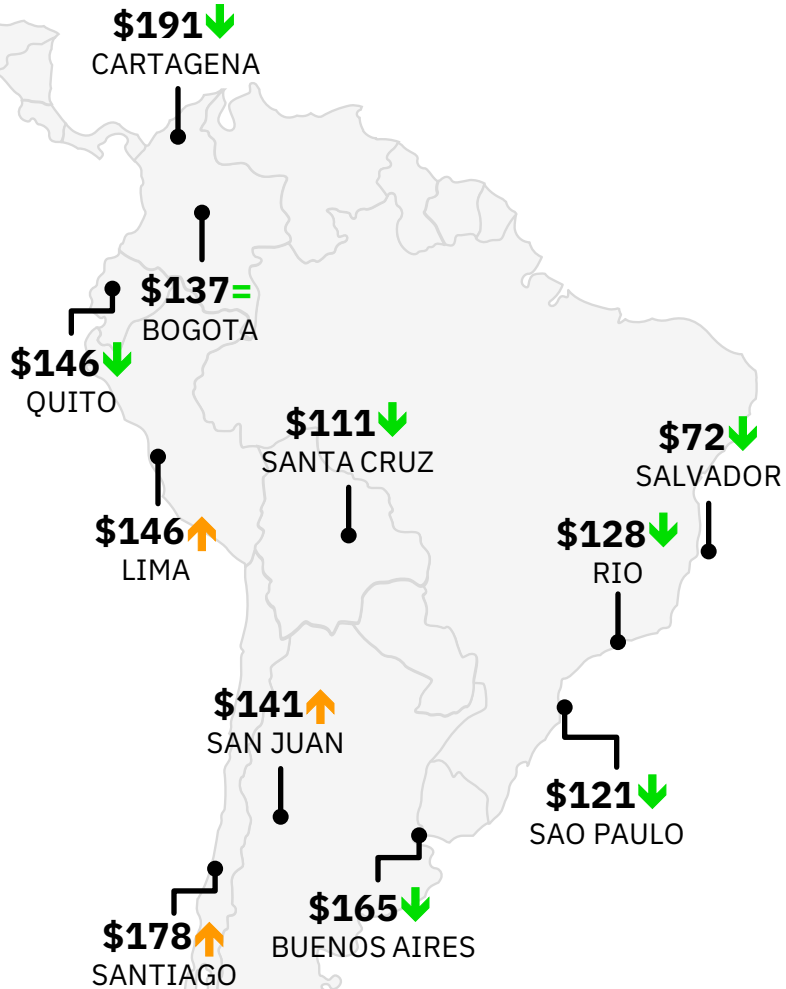 $191↓
CARTAGENA
$137=
BOGOTA
$146↓
QUITO
$111↓
SANTA CRUZ
$72↓
SALVADOR
$146↑
LIMA
$128↓
RIO
$141↑
SAN JUAN
$121↓
SAO PAULO
$165↓
BUENOS AIRES
$178↑
SANTIAGO